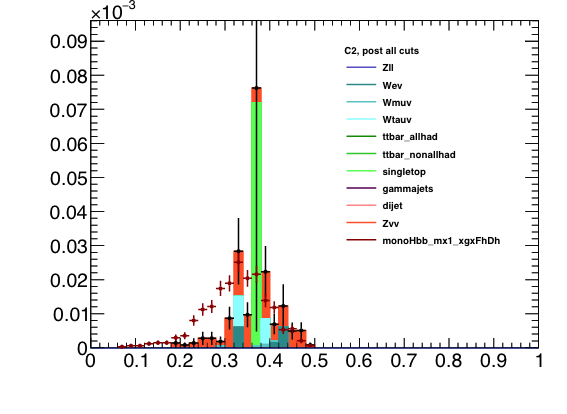 ×10⁻³
0.09
0.08
0.07
0.06
0.05
0.04
0.03
0.02
0.01
0
C2, post all cuts
Zll
Wev
Wmuv
Wtauv
ttbar_allhad
ttbar_nonallhad
singletop
gammajets
dijet
Zvv
monoHbb_mx1_xgxFhDh
0 0.1 0.2 0.3 0.4 0.5 0.6 0.7 0.8 0.9 1